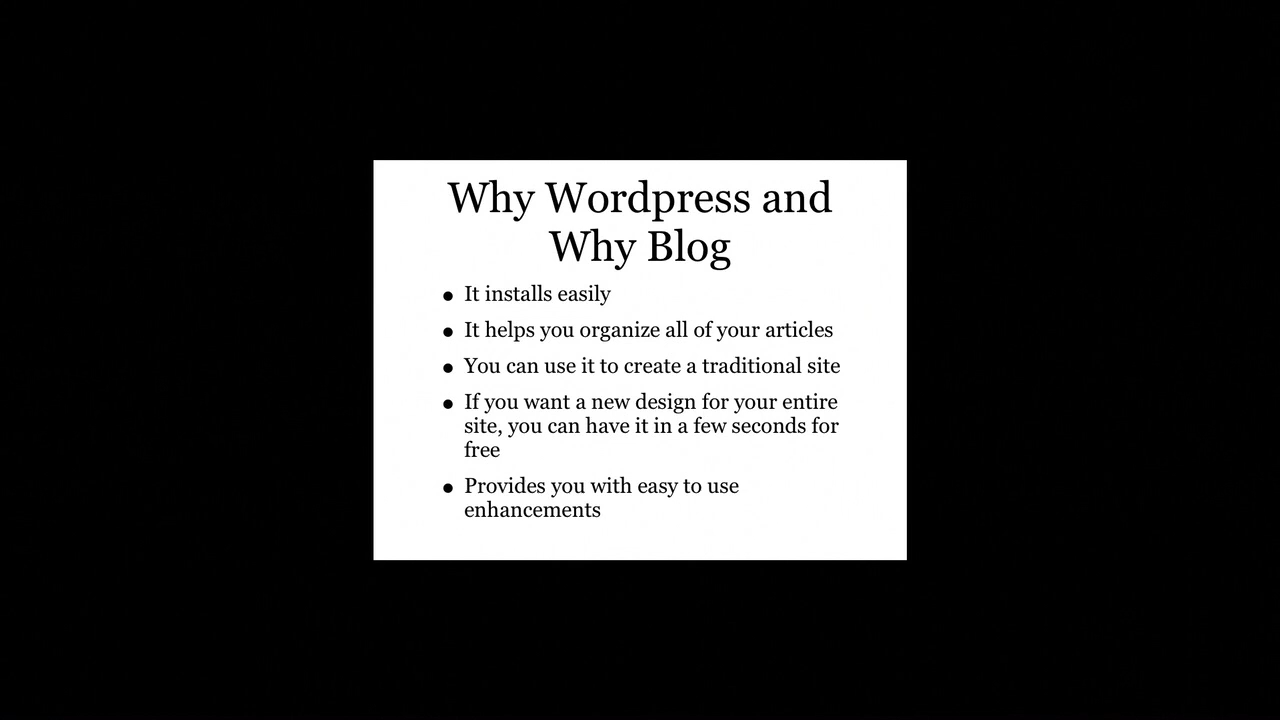 Why Wordpress and
Why Blog
● It installs easily
● It helps you organize all of your articles
● You can use it to create a traditional site
● If you want a new design for your entire
site, you can have it in a few seconds for
free
● Provides you with easy to use
enhancements